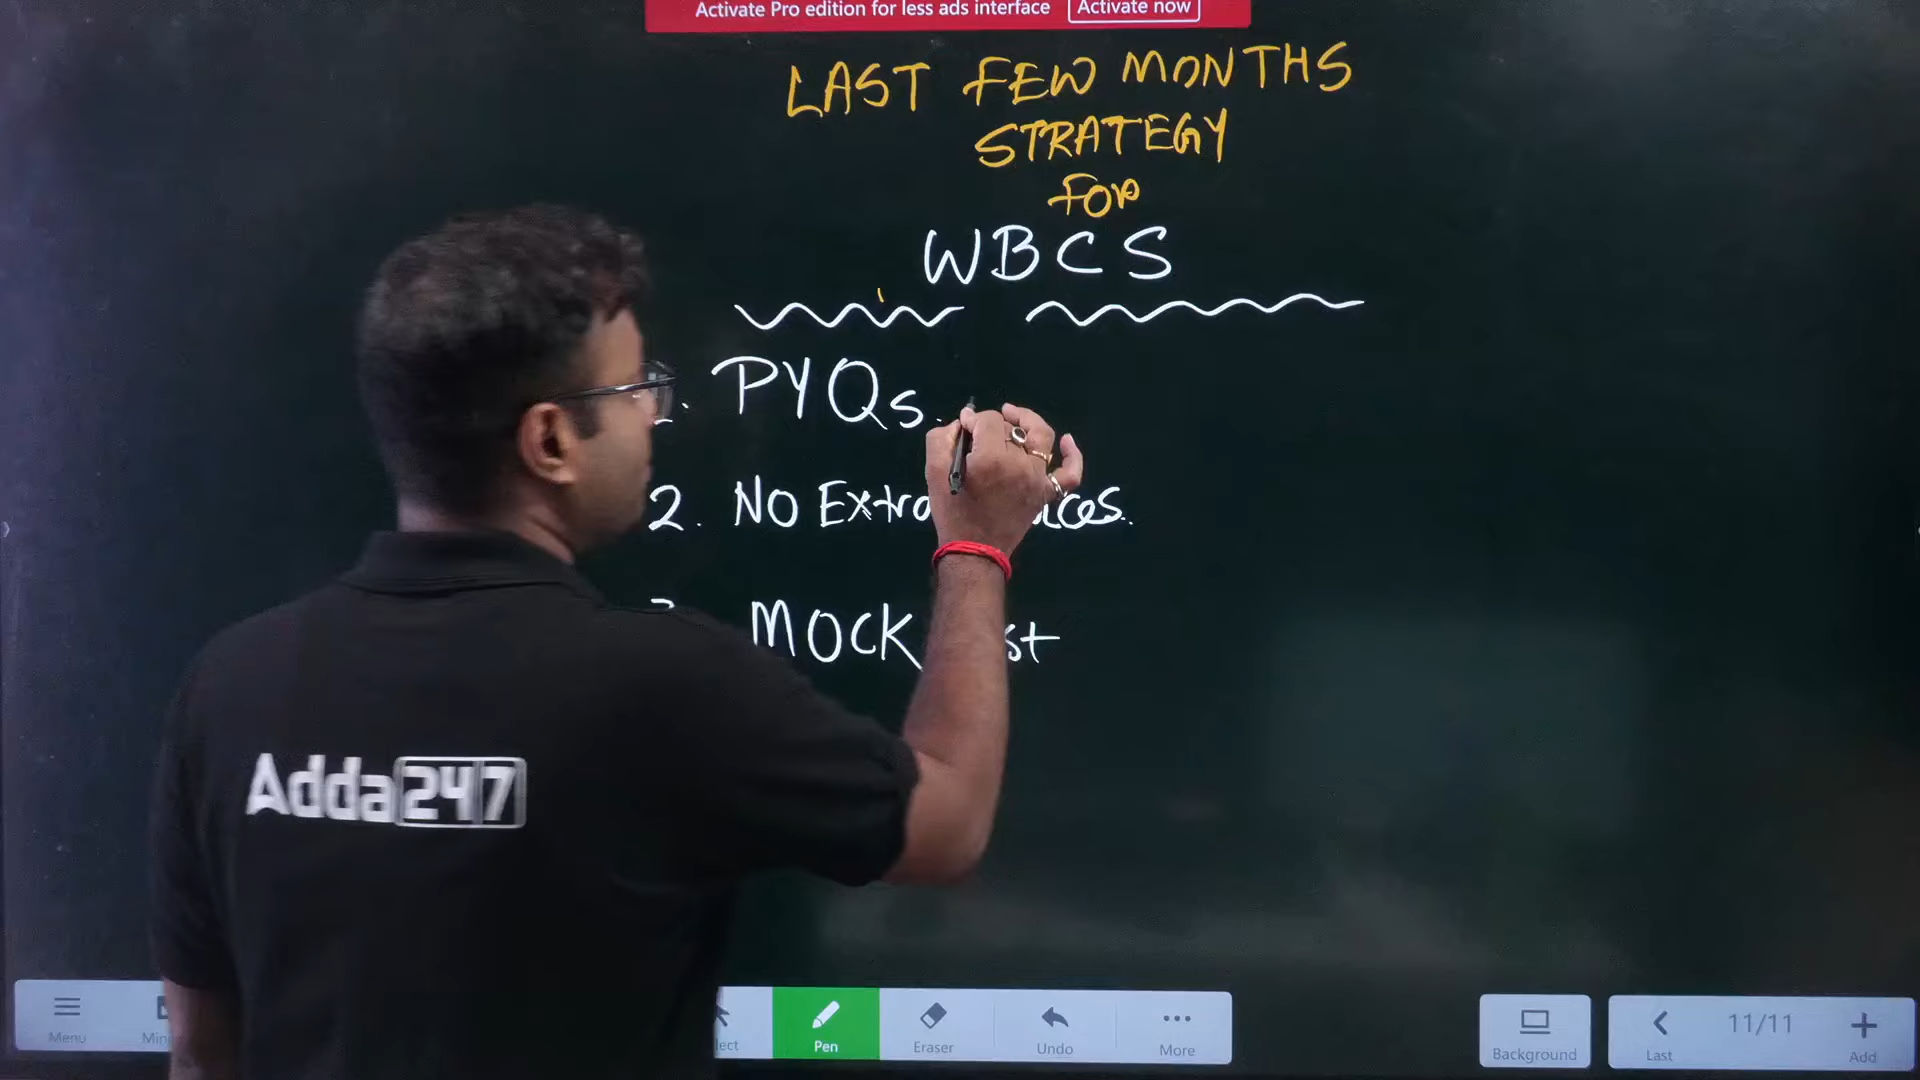 Activate Pro edition for less ads interface Activate now
LAST FEW MONTHS
STRATEGY
FOR
WBCS
PYQs.
2. NO Extra
MOCK
Adda247
Menu
Pen
Eraser
Undo
More
Background
Last
11/11
Add